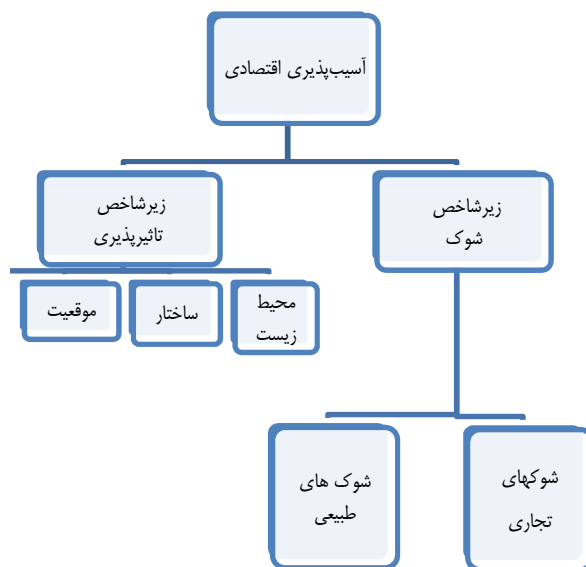 آسیب‌پذیری اقتصادی
زیرشاخص
شوک
زیرشاخص
تاثیرپذیری
محیط
زیست
ساختار
موقعیت
شوکهای
تجاری
شوک های
طبیعی